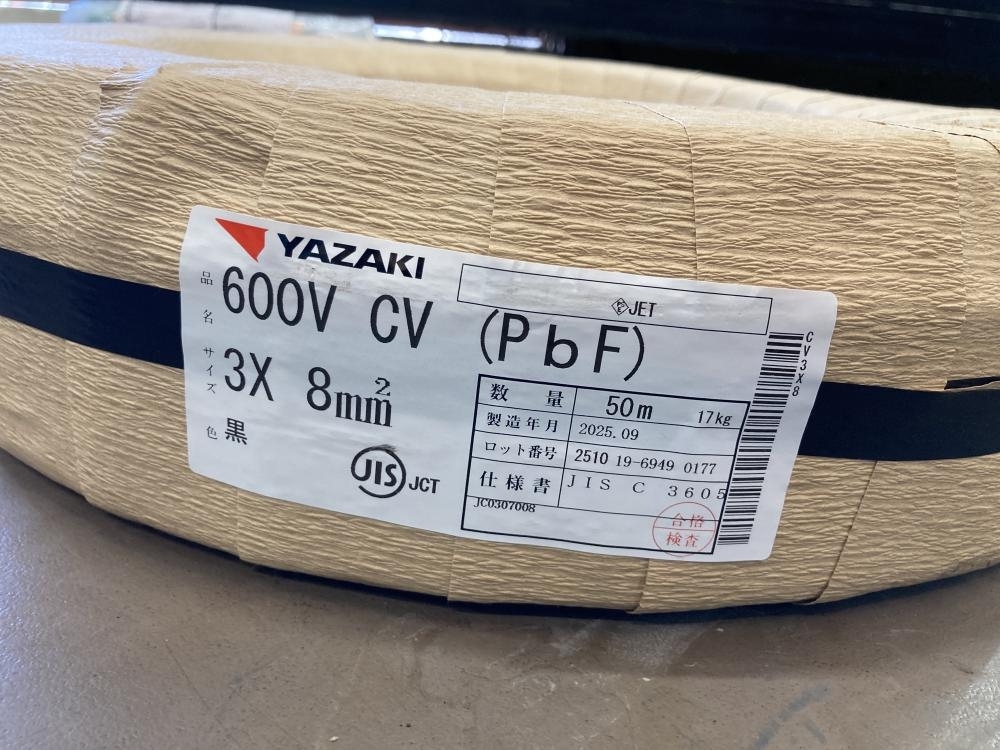 YAZAKI
品名 600V CV (PbF)
<PS>E JET
サイズ 3X 8mm²
色 黒
JIS JCT
数量 50m 17kg
製造年月 2025.09
ロット番号 2510 19-6949 0177
仕様書 JIS C 3605
JC0307008
合格
検査
CV3X8